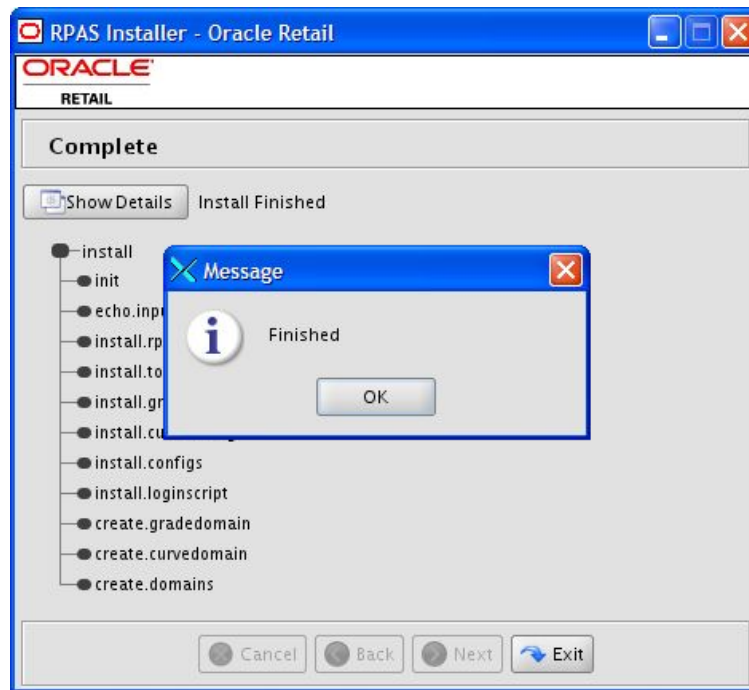 RPAS Installer - Oracle Retail
ORACLE
RETAIL
Complete
Show Details Install Finished
install
init
Message
Finished
OK
install.configs
install.loginscript
create.gradedomain
create.curvedomain
create.domains
Cancel Back Next Exit